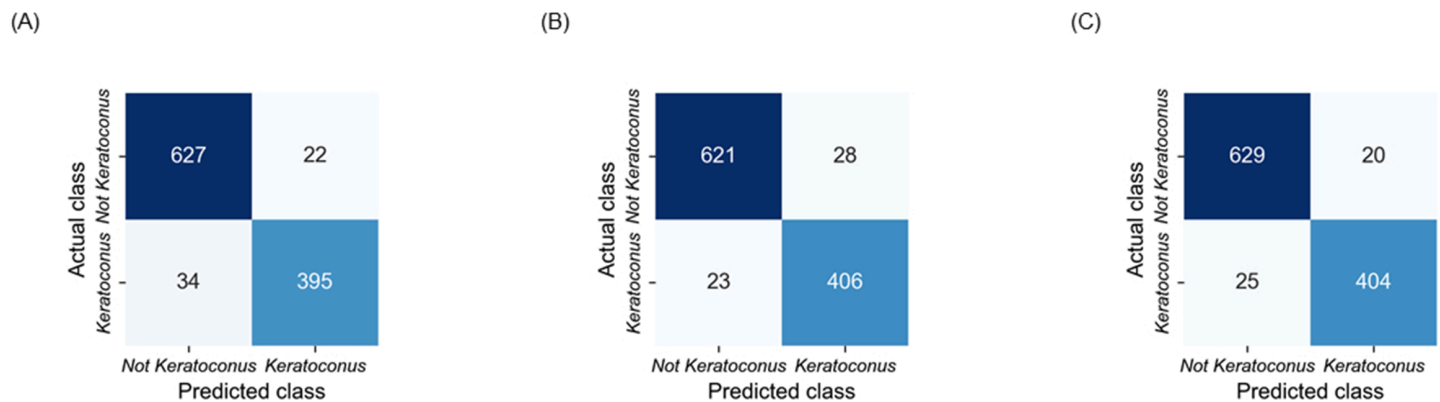 (A)
Actual class
Not Keratoconus
Keratoconus
627
22
34
395
Not Keratoconus
Keratoconus
Predicted class
(B)
Actual class
Not Keratoconus
Keratoconus
621
28
23
406
Not Keratoconus
Keratoconus
Predicted class
(C)
Actual class
Not Keratoconus
Keratoconus
629
20
25
404
Not Keratoconus
Keratoconus
Predicted class